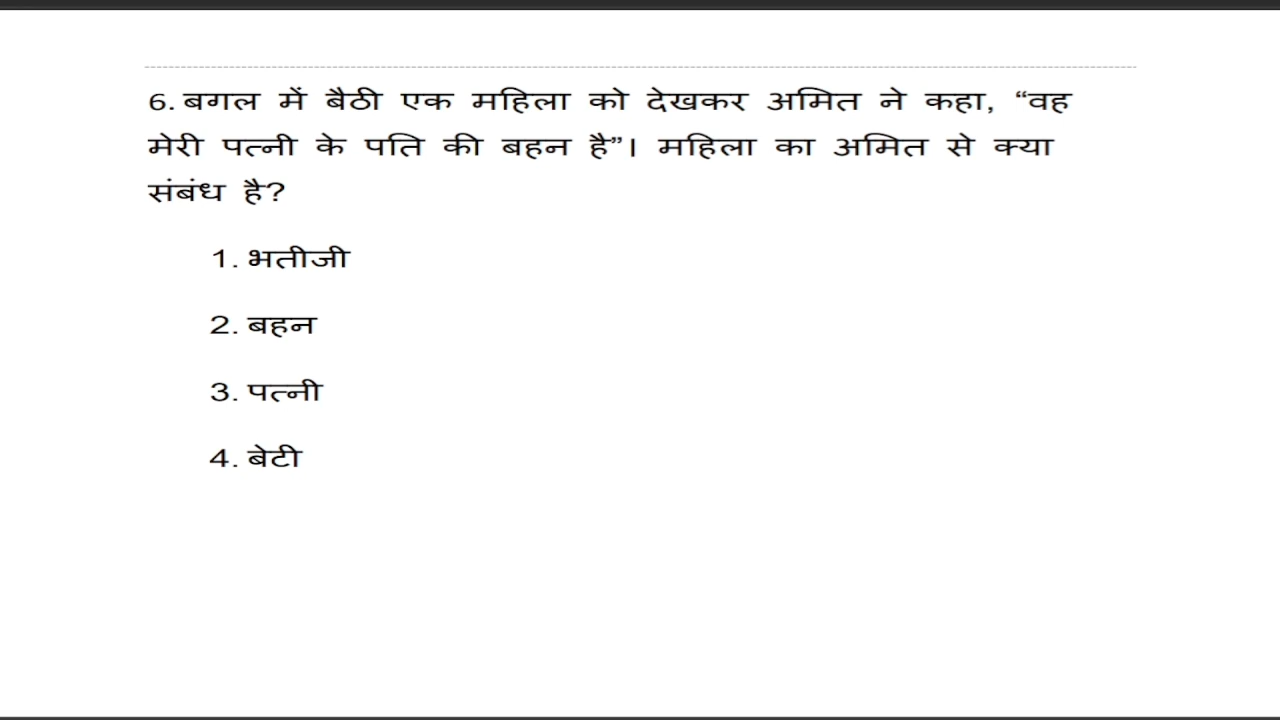 6. बगल में बैठी एक महिला को देखकर अमित ने कहा, “वह
मेरी पत्नी के पति की बहन है”। महिला का अमित से क्या
संबंध है?
1. भतीजी
2. बहन
3. पत्नी
4. बेटी